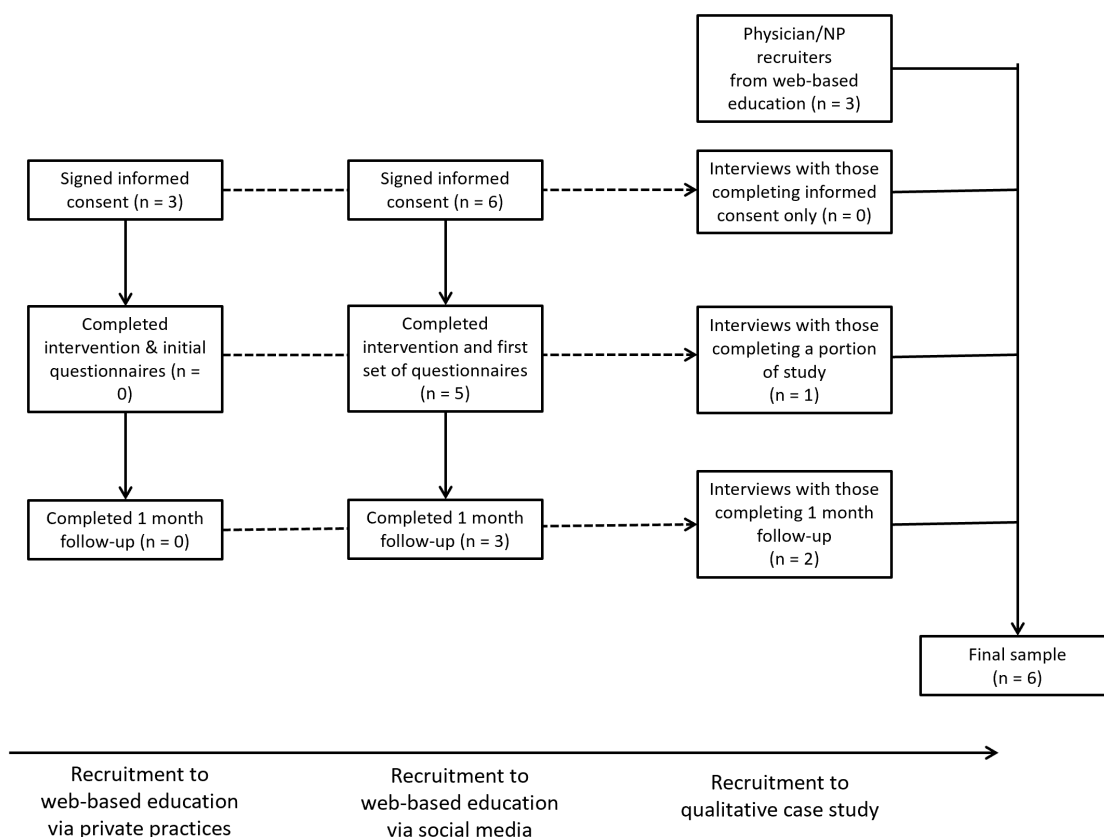 Physician/NP
recruiters
from web-based
education (n = 3)
Signed informed
consent (n = 3)
Signed informed
consent (n = 6)
Interviews with those
completing informed
consent only (n = 0)
Completed
intervention & initial
questionnaires (n =
0)
Completed
intervention and first
set of questionnaires
(n = 5)
Interviews with those
completing a portion
of study
(n = 1)
Completed 1 month
follow-up (n = 0)
Completed 1 month
follow-up (n = 3)
Interviews with those
completing 1 month
follow-up
(n = 2)
Final sample
(n = 6)
Recruitment to
web-based education
via private practices
Recruitment to
web-based education
via social media
Recruitment to
qualitative case study